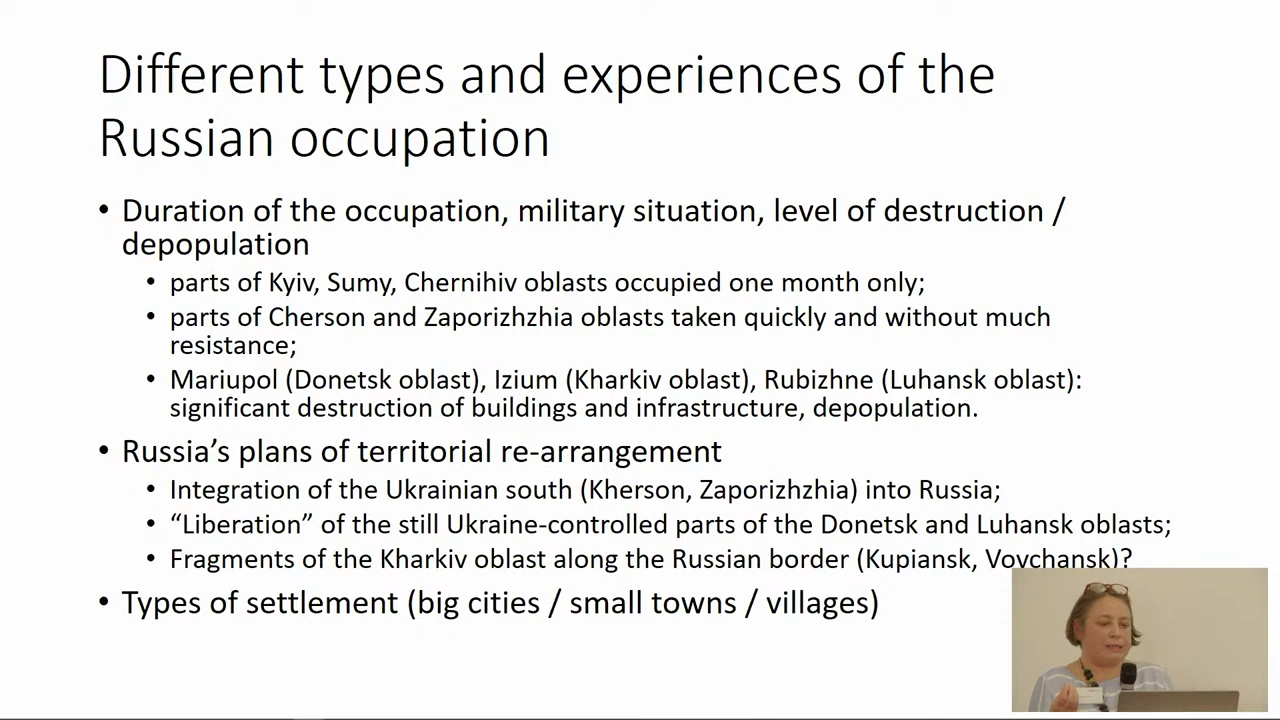 Different types and experiences of the
Russian occupation
• Duration of the occupation, military situation, level of destruction /
depopulation
• parts of Kyiv, Sumy, Chernihiv oblasts occupied one month only;
• parts of Cherson and Zaporizhzhia oblasts taken quickly and without much
resistance;
• Mariupol (Donetsk oblast), Izium (Kharkiv oblast), Rubizhne (Luhansk oblast):
significant destruction of buildings and infrastructure, depopulation.
• Russia’s plans of territorial re-arrangement
• Integration of the Ukrainian south (Kherson, Zaporizhzhia) into Russia;
• “Liberation” of the still Ukraine-controlled parts of the Donetsk and Luhansk oblasts;
• Fragments of the Kharkiv oblast along the Russian border (Kupiansk, Vovchansk)?
• Types of settlement (big cities / small towns / villages)